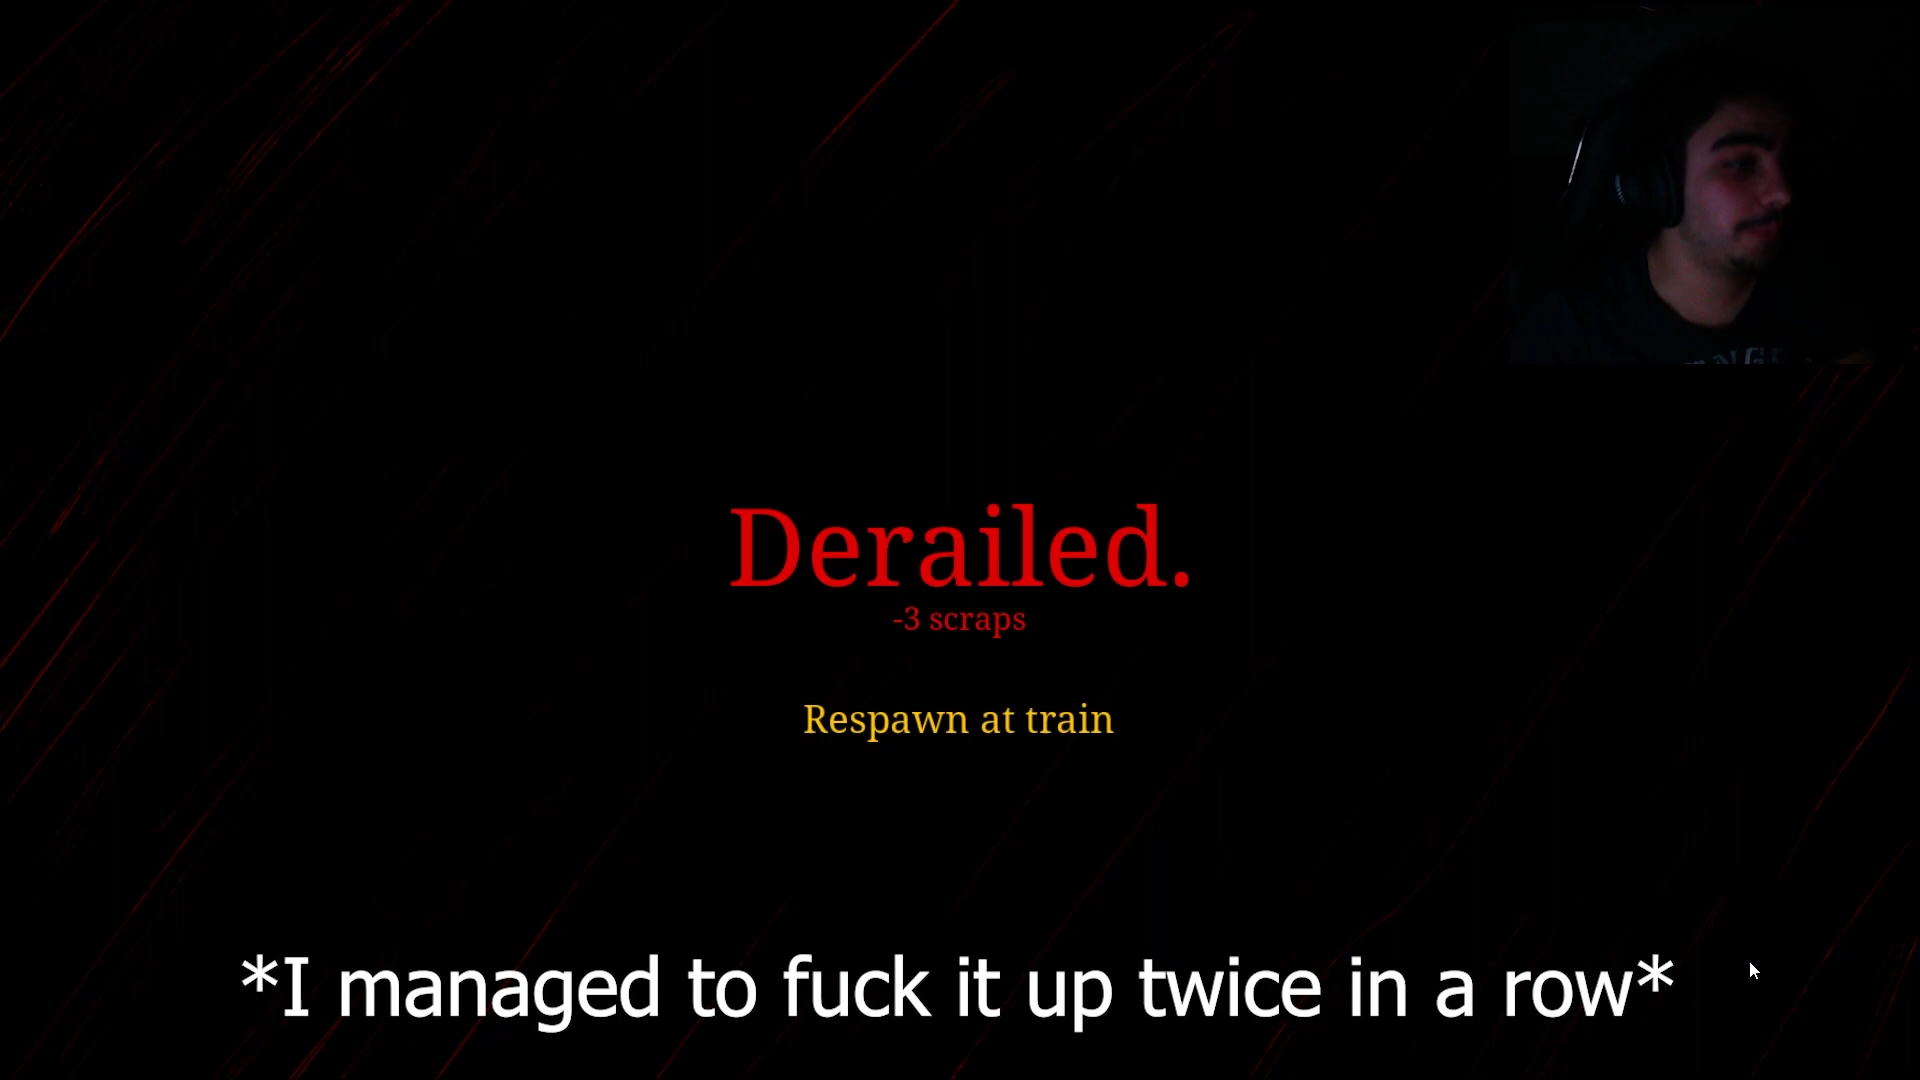 Derailed.
-3 scraps
Respawn at train
*I managed to fuck it up twice in a row*